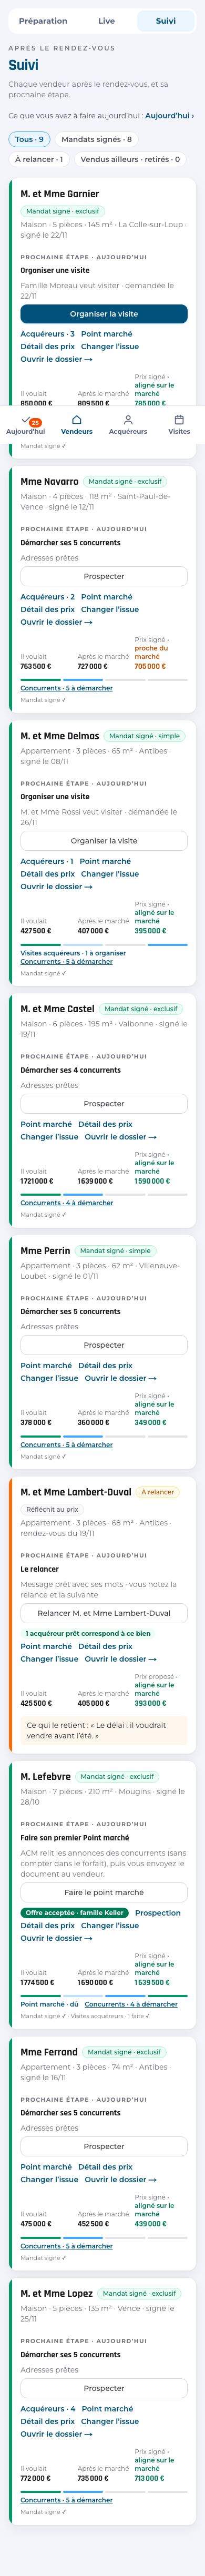 Préparation Live Suivi
APRÈS LE RENDEZ-VOUS
Suivi
Chaque vendeur après le rendez-vous, et sa
prochaine étape.
Ce que vous avez à faire aujourd'hui : Aujourd'hui ›
Tous · 9 Mandats signés · 8
À relancer · 1 Vendus ailleurs · retirés · 0
M. et Mme Garnier
Mandat signé · exclusif
Maison · 5 pièces · 145 m² · La Colle-sur-Loup ·
signé le 22/11
PROCHAINE ÉTAPE · AUJOURD'HUI
Organiser une visite
Famille Moreau veut visiter · demandée le
22/11
Organiser la visite
Acquéreurs · 3 Point marché
Détail des prix Changer l'issue
Ouvrir le dossier →
Il voulait
850 000 €
Après le marché
809 500 €
Prix signé •
aligné sur le
marché
785 000 €
Aujourd'hui 25 Vendeurs Acquéreurs Visites
Mandat signé ✓
Mme Navarro Mandat signé · exclusif
Maison · 4 pièces · 118 m² · Saint-Paul-de-
Vence · signé le 12/11
PROCHAINE ÉTAPE · AUJOURD'HUI
Démarcher ses 5 concurrents
Adresses prêtes
Prospecter
Acquéreurs · 2 Point marché
Détail des prix Changer l'issue
Ouvrir le dossier →
Il voulait
763 500 €
Après le marché
727 000 €
Prix signé •
proche du
marché
705 000 €
Concurrents · 5 à démarcher
Mandat signé ✓
M. et Mme Delmas Mandat signé · simple
Appartement · 3 pièces · 65 m² · Antibes ·
signé le 08/11
PROCHAINE ÉTAPE · AUJOURD'HUI
Organiser une visite
M. et Mme Rossi veut visiter · demandée le
26/11
Organiser la visite
Acquéreurs · 1 Point marché
Détail des prix Changer l'issue
Ouvrir le dossier →
Il voulait
427 500 €
Après le marché
407 000 €
Prix signé •
aligné sur le
marché
395 000 €
Visites acquéreurs · 1 à organiser
Concurrents · 5 à démarcher
Mandat signé ✓
M. et Mme Castel Mandat signé · exclusif
Maison · 6 pièces · 195 m² · Valbonne · signé le
19/11
PROCHAINE ÉTAPE · AUJOURD'HUI
Démarcher ses 4 concurrents
Adresses prêtes
Prospecter
Point marché Détail des prix
Changer l'issue Ouvrir le dossier →
Il voulait
1 721 000 €
Après le marché
1 639 000 €
Prix signé •
aligné sur le
marché
1 590 000 €
Concurrents · 4 à démarcher
Mandat signé ✓
Mme Perrin Mandat signé · simple
Appartement · 3 pièces · 62 m² · Villeneuve-
Loubet · signé le 01/11
PROCHAINE ÉTAPE · AUJOURD'HUI
Démarcher ses 5 concurrents
Adresses prêtes
Prospecter
Point marché Détail des prix
Changer l'issue Ouvrir le dossier →
Il voulait
378 000 €
Après le marché
360 000 €
Prix signé •
aligné sur le
marché
349 000 €
Concurrents · 5 à démarcher
Mandat signé ✓
M. et Mme Lambert-Duval À relancer
Réfléchit au prix
Appartement · 3 pièces · 68 m² · Antibes ·
rendez-vous du 19/11
PROCHAINE ÉTAPE · AUJOURD'HUI
Le relancer
Message prêt avec ses mots · vous notez la
relance et la suivante
Relancer M. et Mme Lambert-Duval
1 acquéreur prêt correspond à ce bien
Point marché Détail des prix
Changer l'issue Ouvrir le dossier →
Il voulait
425 500 €
Après le marché
405 000 €
Prix proposé •
aligné sur le
marché
393 000 €
Ce qui le retient : « Le délai : il voudrait
vendre avant l'été. »
M. Lefebvre Mandat signé · exclusif
Maison · 7 pièces · 210 m² · Mougins · signé le
28/10
PROCHAINE ÉTAPE · AUJOURD'HUI
Faire son premier Point marché
ACM relit les annonces des concurrents (sans
compter dans le forfait), puis vous envoyez le
document au vendeur.
Faire le point marché
Offre acceptée · famille Keller Prospection
Détail des prix Changer l'issue
Ouvrir le dossier →
Il voulait
1 774 500 €
Après le marché
1 690 000 €
Prix signé •
aligné sur le
marché
1 639 500 €
Point marché · dû Concurrents · 4 à démarcher
Mandat signé ✓ Visites acquéreurs · 1 faite ✓
Mme Ferrand Mandat signé · exclusif
Appartement · 3 pièces · 74 m² · Antibes ·
signé le 16/11
PROCHAINE ÉTAPE · AUJOURD'HUI
Démarcher ses 5 concurrents
Adresses prêtes
Prospecter
Point marché Détail des prix
Changer l'issue Ouvrir le dossier →
Il voulait
475 000 €
Après le marché
452 500 €
Prix signé •
aligné sur le
marché
439 000 €
Concurrents · 5 à démarcher
Mandat signé ✓
M. et Mme Lopez Mandat signé · exclusif
Maison · 5 pièces · 135 m² · Vence · signé le
25/11
PROCHAINE ÉTAPE · AUJOURD'HUI
Démarcher ses 5 concurrents
Adresses prêtes
Prospecter
Acquéreurs · 4 Point marché
Détail des prix Changer l'issue
Ouvrir le dossier →
Il voulait
772 000 €
Après le marché
735 000 €
Prix signé •
aligné sur le
marché
713 000 €
Concurrents · 5 à démarcher
Mandat signé ✓